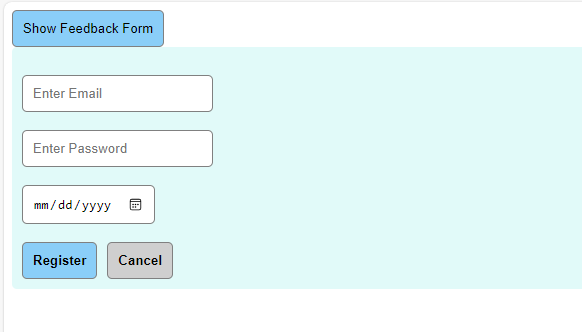 Show Feedback Form
Enter Email
Enter Password
mm/dd/yyyy
Register Cancel